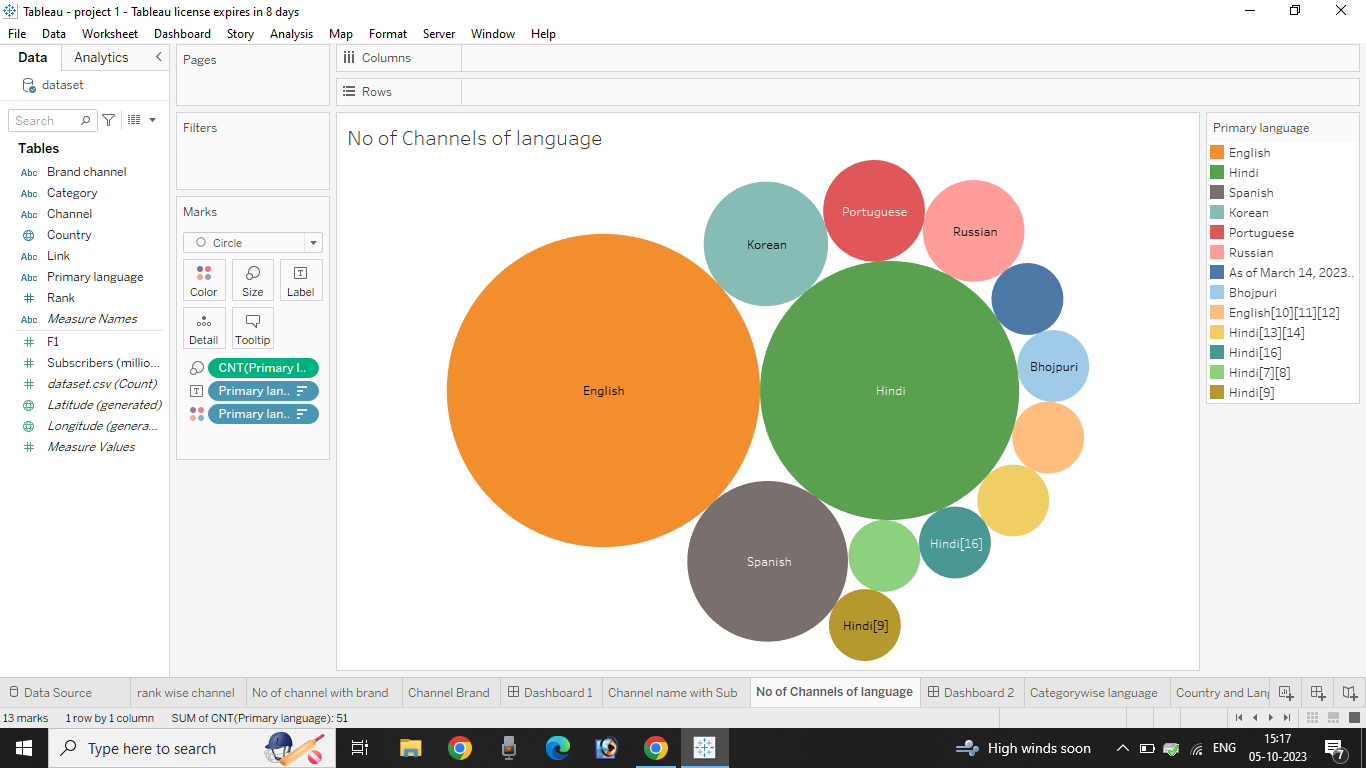 Tableau - project 1 - Tableau license expires in 8 days
File Data Worksheet Dashboard Story Analysis Map Format Server Window Help
Data Analytics
dataset
Search
Tables
Abc Brand channel
Abc Category
Abc Channel
Country
Abc Link
Abc Primary language
# Rank
Abc Measure Names
# F1
# Subscribers (millio...
# dataset.csv (Count)
Latitude (generated)
Longitude (genera...
# Measure Values
Pages
Filters
Marks
Circle
Color Size Label
Detail Tooltip
CNT(Primary l..
Primary lan..
Primary lan..
Columns
Rows
No of Channels of language
Portuguese
Russian
Korean
Bhojpuri
English
Hindi
Hindi[16]
Spanish
Hindi[9]
Primary language
English
Hindi
Spanish
Korean
Portuguese
Russian
As of March 14, 2023..
Bhojpuri
English[10][11][12]
Hindi[13][14]
Hindi[16]
Hindi[7][8]
Hindi[9]
Data Source rank wise channel No of channel with brand Channel Brand Dashboard 1 Channel name with Sub No of Channels of language Dashboard 2 Categorywise language Country and Lang
13 marks 1 row by 1 column SUM of CNT(Primary language): 51
Type here to search High winds soon ENG 15:17
05-10-2023 7